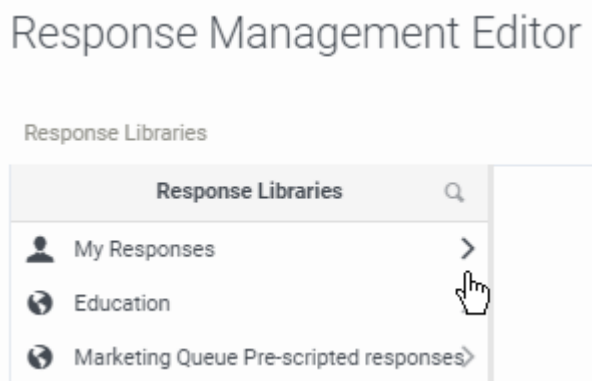 Response Management Editor
Response Libraries
Response Libraries
My Responses
Education
Marketing Queue Pre-scripted responses